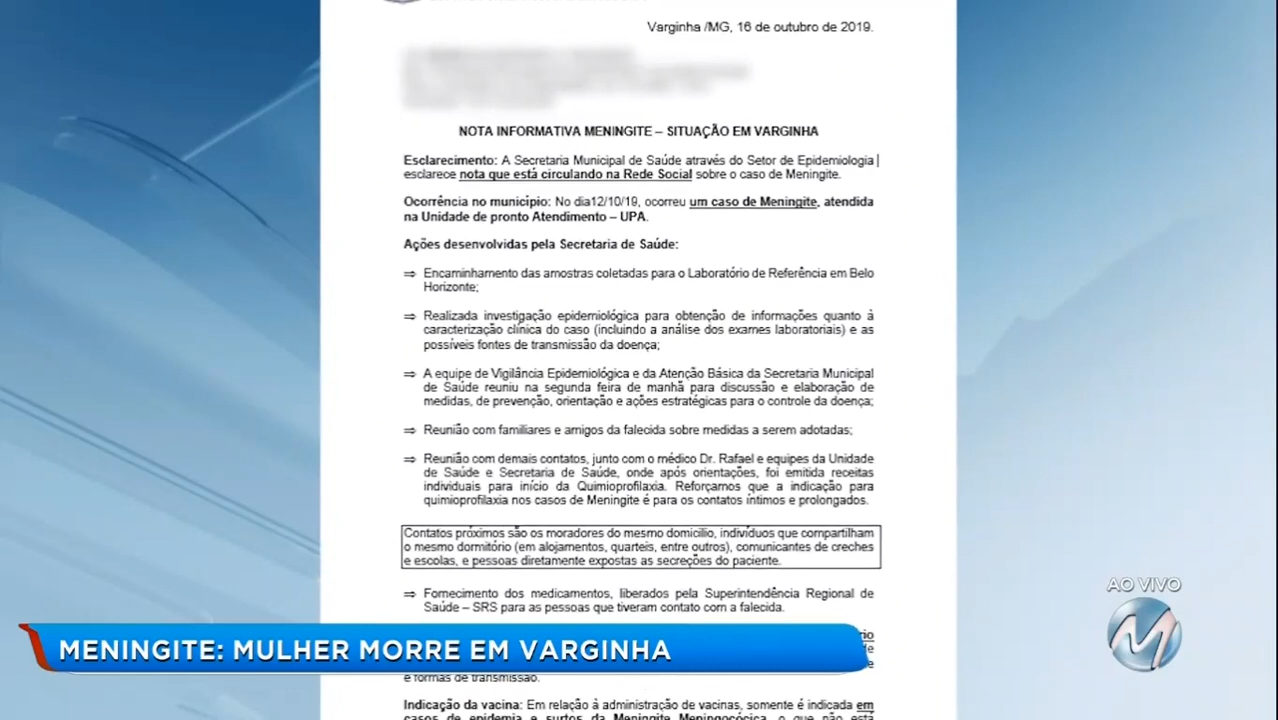 Varginha /MG, 16 de outubro de 2019.
NOTA INFORMATIVA MENINGITE – SITUAÇÃO EM VARGINHA
Esclarecimento: A Secretaria Municipal de Saúde através do Setor de Epidemiologia
esclarece nota que está circulando na Rede Social sobre o caso de Meningite.
Ocorrência no município: No dia12/10/19, ocorreu um caso de Meningite, atendida
na Unidade de pronto Atendimento – UPA.
Ações desenvolvidas pela Secretaria de Saúde:
⇒ Encaminhamento das amostras coletadas para o Laboratório de Referência em Belo
Horizonte;
⇒ Realizada investigação epidemiológica para obtenção de informações quanto à
caracterização clínica do caso (incluindo a análise dos exames laboratoriais) e as
possíveis fontes de transmissão da doença;
⇒ A equipe de Vigilância Epidemiológica e da Atenção Básica da Secretaria Municipal
de Saúde reuniu na segunda feira de manhã para discussão e elaboração de
medidas, de prevenção, orientação e ações estratégicas para o controle da doença;
⇒ Reunião com familiares e amigos da falecida sobre medidas a serem adotadas;
⇒ Reunião com demais contatos, junto com o médico Dr. Rafael e equipes da Unidade
de Saúde e Secretaria de Saúde, onde após orientações, foi emitida receitas
individuais para início da Quimioprofilaxia. Reforçamos que a indicação para
quimioprofilaxia nos casos de Meningite é para os contatos íntimos e prolongados.
Contatos próximos são os moradores do mesmo domicilio, indivíduos que compartilham
o mesmo dormitório (em alojamentos, quarteis, entre outros), comunicantes de creches
e escolas, e pessoas diretamente expostas as secreções do paciente.
⇒ Fornecimento dos medicamentos, liberados pela Superintendência Regional de
Saúde – SRS para as pessoas que tiveram contato com a falecida.
e formas de transmissão.
Indicação da vacina: Em relação à administração de vacinas, somente é indicada em
casos de epidemia e surtos da Meningite Meningocócica, o que não está
AO VIVO
MENINGITE: MULHER MORRE EM VARGINHA